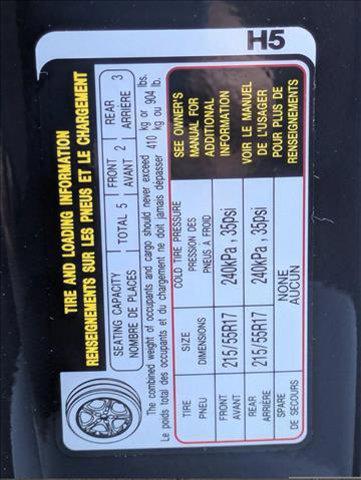 TIRE AND LOADING INFORMATION
RENSEIGNEMENTS SUR LES PNEUS ET LE CHARGEMENT
SEATING CAPACITY TOTAL 5 FRONT 2 REAR 3
NOMBRE DE PLACES AVANT ARRIÈRE
The combined weight of occupants and cargo should never exceed 410 kg or 904 lbs.
Le poids total des occupants et du chargement ne doit jamais dépasser 410 kg ou 904 lb.
TIRE SIZE COLD TIRE PRESSURE
PNEU DIMENSIONS PRESSION DES PNEUS À FROID
FRONT 215/55R17 240kPa , 35psi
AVANT
REAR 215/55R17 240kPa , 35psi
ARRIÈRE
SPARE NONE
DE SECOURS AUCUN
SEE OWNER'S
MANUAL FOR
ADDITIONAL
INFORMATION
VOIR LE MANUEL
DE L'USAGER
POUR PLUS DE
RENSEIGNEMENTS
H5